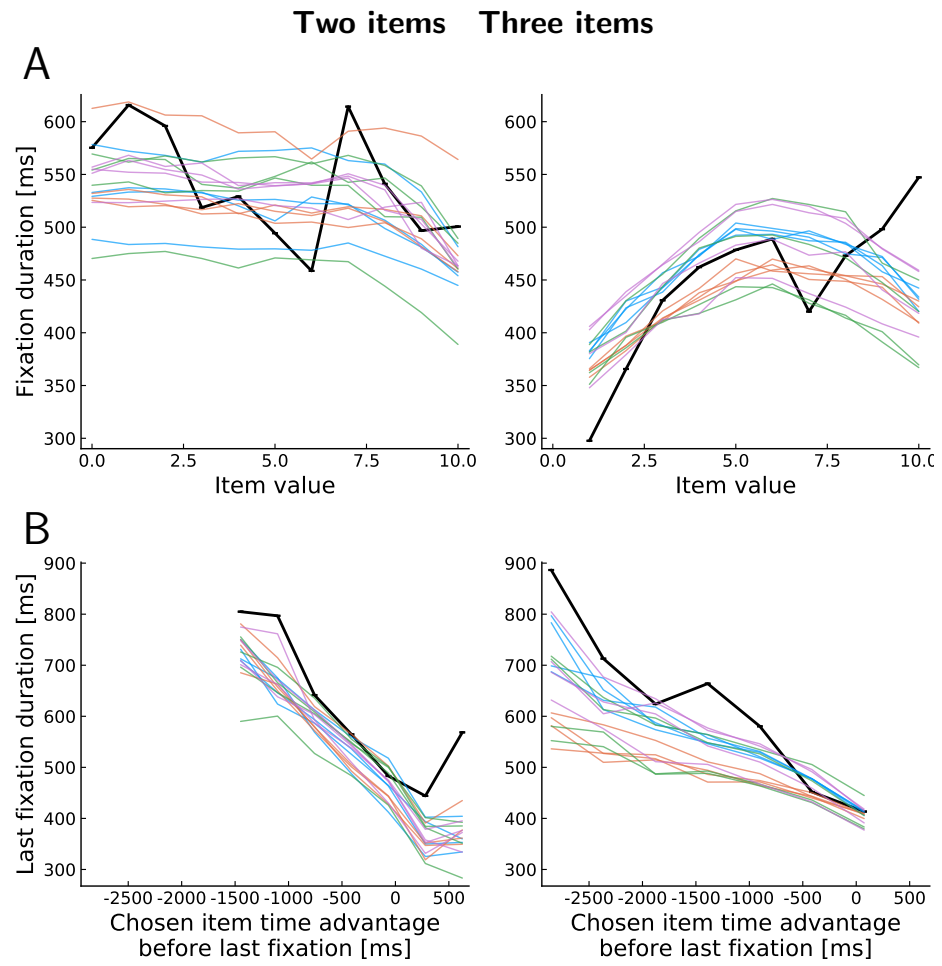 Two items Three items
A
Fixation duration [ms]
600
550
500
450
400
350
300
0.0 2.5 5.0 7.5 10.0
Item value
600
550
500
450
400
350
300
0.0 2.5 5.0 7.5 10.0
Item value
B
Last fixation duration [ms]
900
800
700
600
500
400
300
-2500 -2000 -1500 -1000 -500 0 500
Chosen item time advantage
before last fixation [ms]
900
800
700
600
500
400
300
-2500 -2000 -1500 -1000 -500 0 500
Chosen item time advantage
before last fixation [ms]